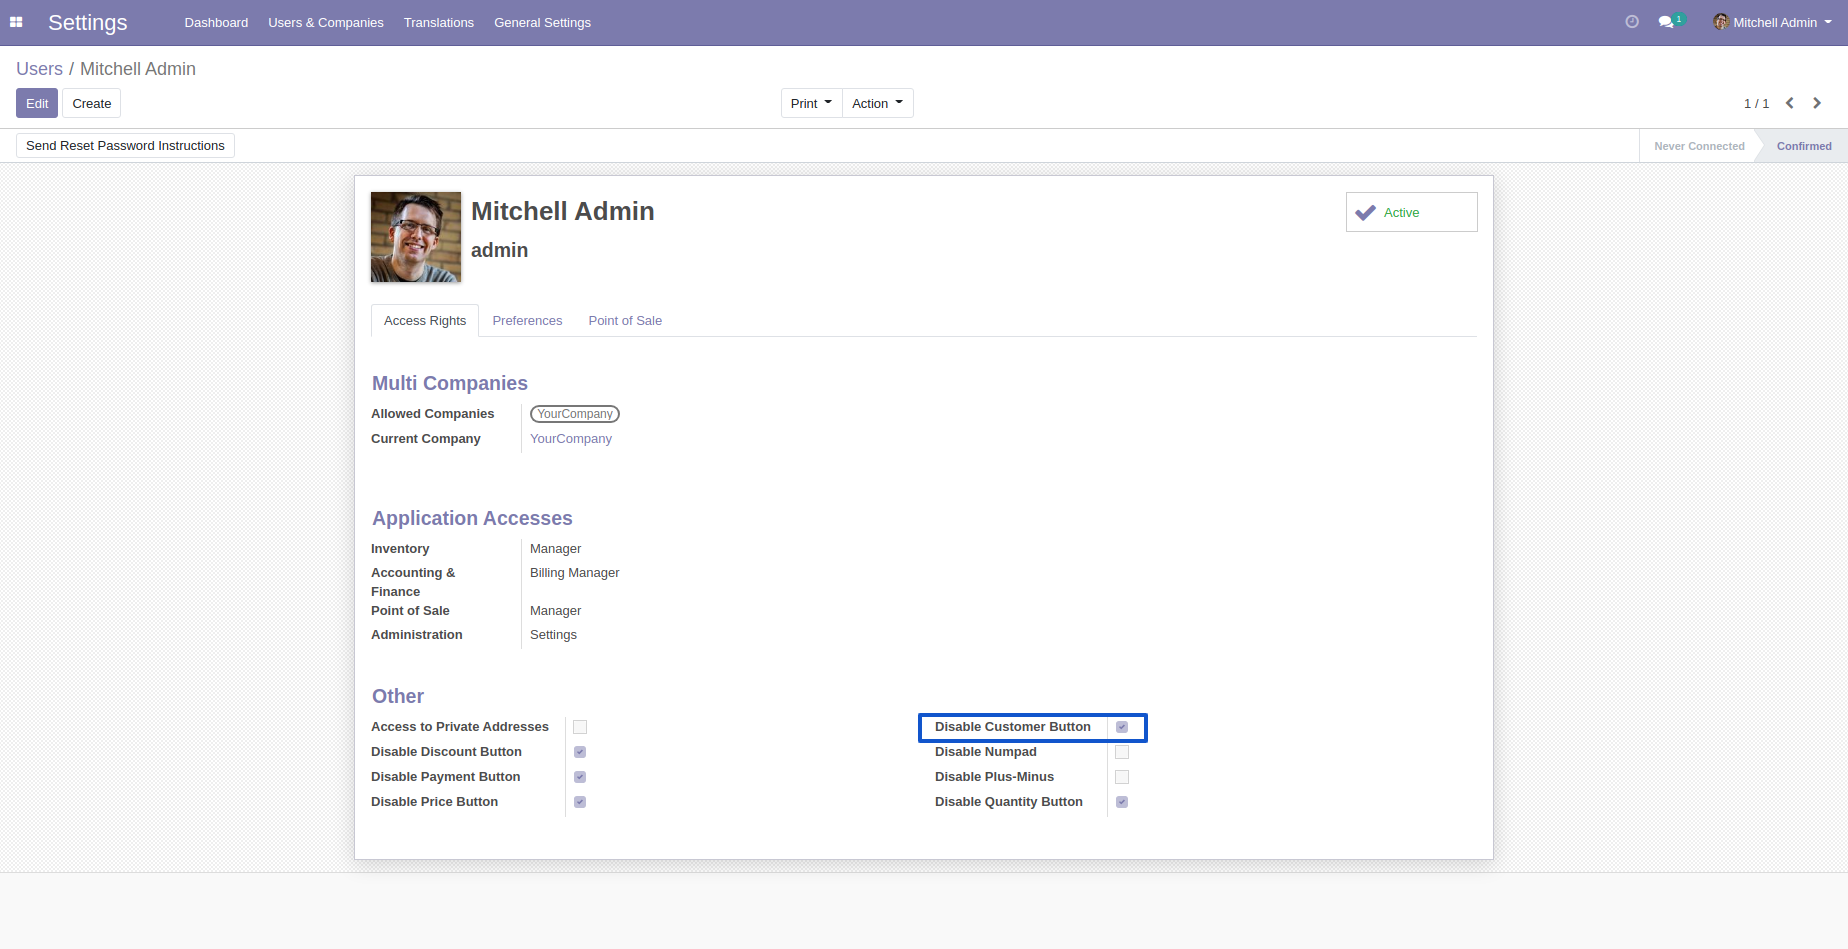 Settings Dashboard Users & Companies Translations General Settings 1 Mitchell Admin
Users / Mitchell Admin
Edit Create Print Action 1 / 1
Send Reset Password Instructions Never Connected Confirmed
Mitchell Admin
Active
admin
Access Rights Preferences Point of Sale
Multi Companies
Allowed Companies YourCompany
Current Company YourCompany
Application Accesses
Inventory Manager
Accounting & Billing Manager
Finance
Point of Sale Manager
Administration Settings
Other
Access to Private Addresses Disable Customer Button
Disable Discount Button Disable Numpad
Disable Payment Button Disable Plus-Minus
Disable Price Button Disable Quantity Button